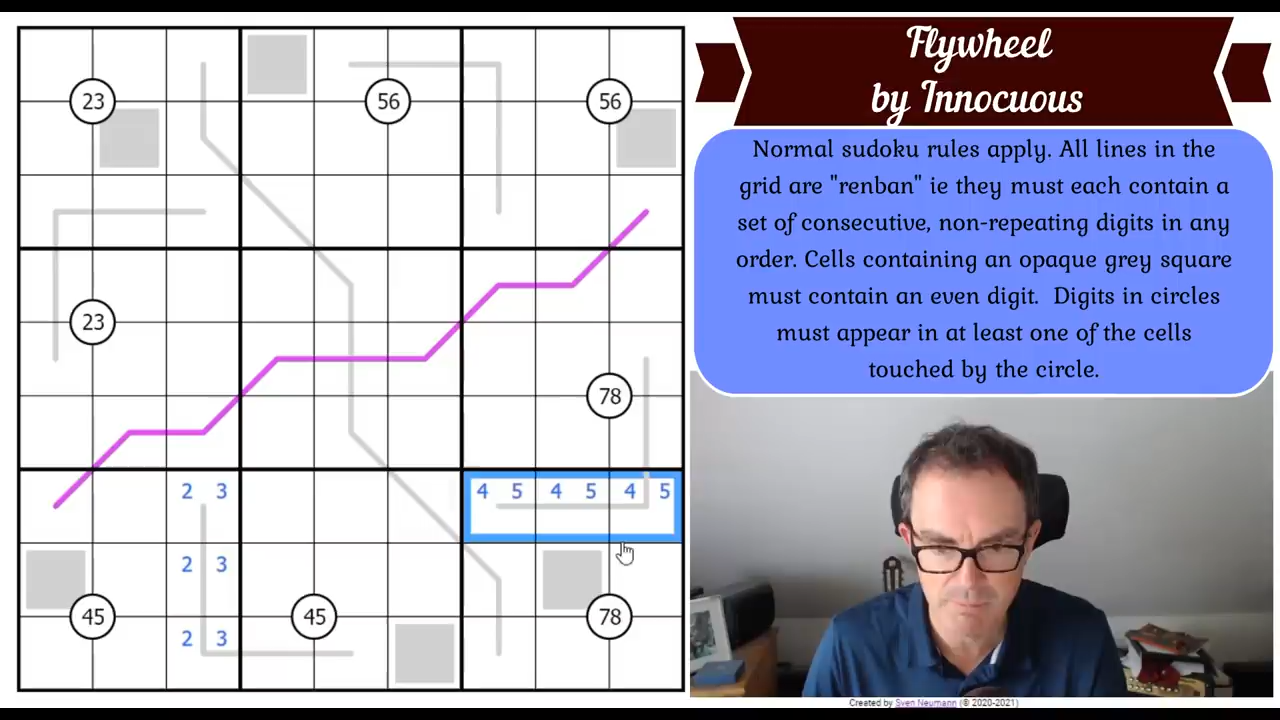 Flywheel
by Innocuous
Normal sudoku rules apply. All lines in the
grid are "renban" ie they must each contain a
set of consecutive, non-repeating digits in any
order. Cells containing an opaque grey square
must contain an even digit. Digits in circles
must appear in at least one of the cells
touched by the circle.
23
56
56
23
78
2 3
4 5 4 5 4 5
2 3
45
45
78
2 3
Created by Sven Neumann (© 2020-2021)